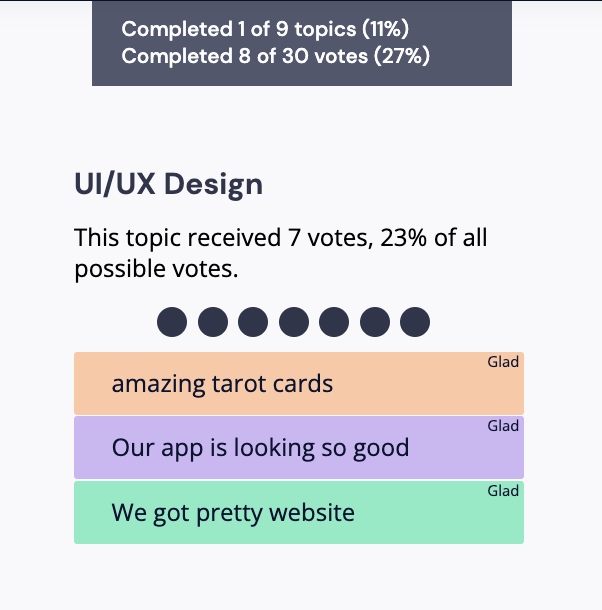 Completed 1 of 9 topics (11%)
Completed 8 of 30 votes (27%)
UI/UX Design
This topic received 7 votes, 23% of all
possible votes.
Glad
amazing tarot cards
Glad
Our app is looking so good
Glad
We got pretty website